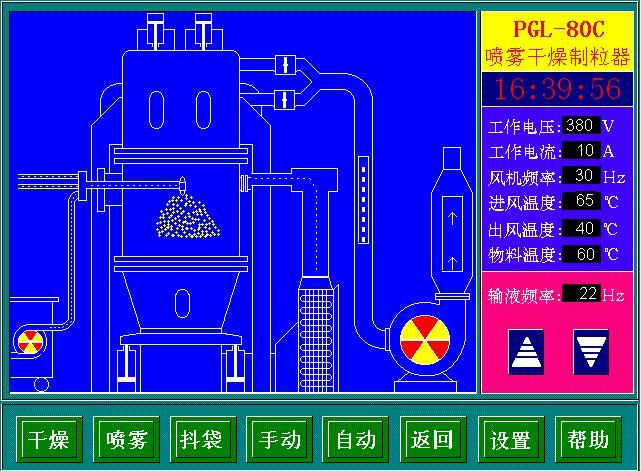 PGL-80C
喷雾干燥制粒器
16:39:56
工作电压: 380 V
工作电流: 10 A
风机频率: 30 Hz
进风温度: 65 ℃
出风温度: 40 ℃
物料温度: 60 ℃
输液频率: 22 Hz
干燥 喷雾 抖袋 手动 自动 返回 设置 帮助